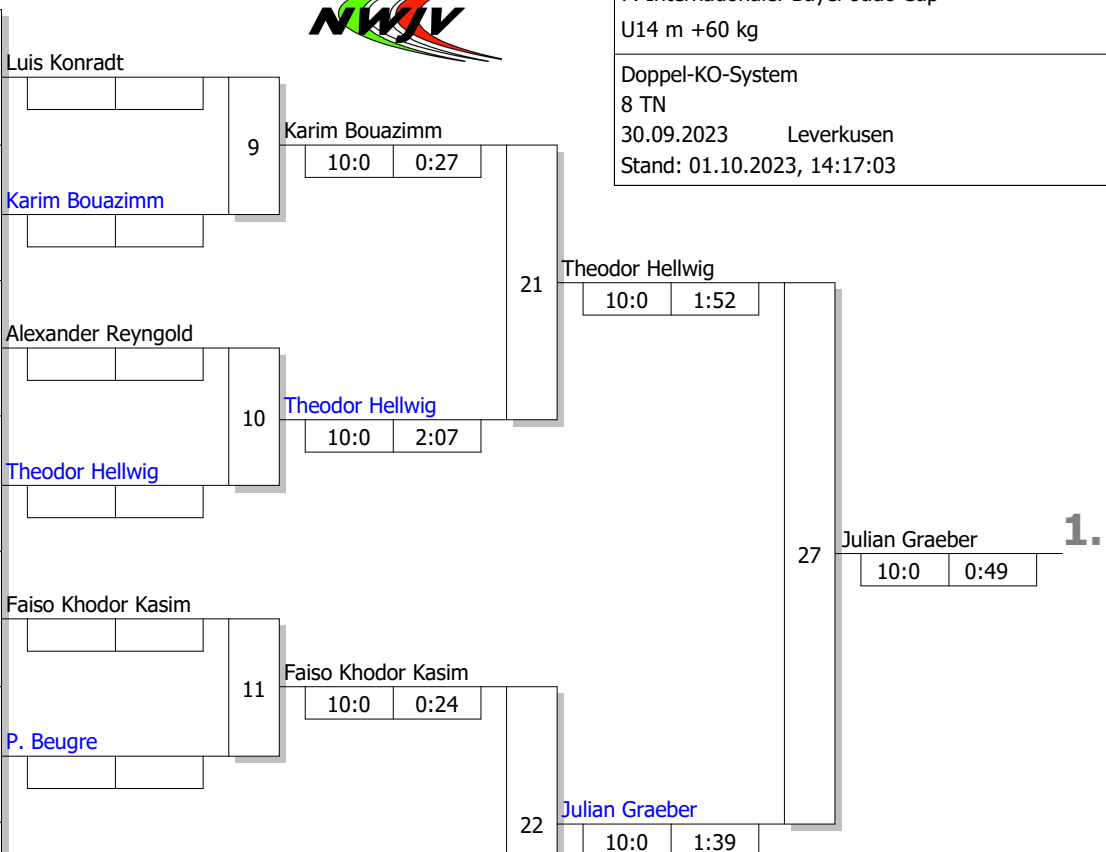 NWJV
U14 m +60 kg
Doppel-KO-System
8 TN
30.09.2023 Leverkusen
Stand: 01.10.2023, 14:17:03
Luis Konradt
9
Karim Bouazimm
10:0 0:27
Karim Bouazimm
21
Theodor Hellwig
10:0 1:52
Alexander Reyngold
10
Theodor Hellwig
10:0 2:07
Theodor Hellwig
27
Julian Graeber
1.
10:0 0:49
Faiso Khodor Kasim
11
Faiso Khodor Kasim
10:0 0:24
P. Beugre
22
Julian Graeber
10:0 1:39